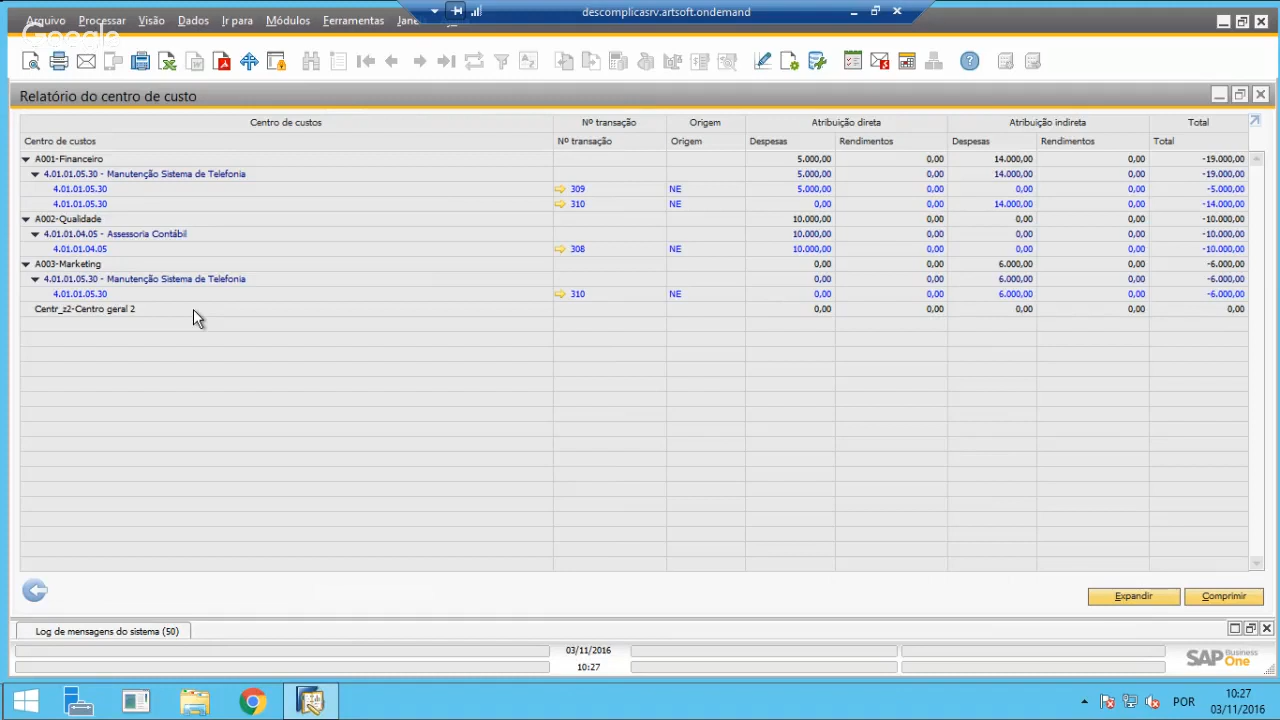 descomplicasrv.artsoft.ondemand
Arquivo Processar Visão Dados Ir para Módulos Ferramentas
Google
Relatório do centro de custo
Centro de custos Nº transação Origem Atribuição direta Atribuição indireta Total
Centro de custos Nº transação Origem Despesas Rendimentos Despesas Rendimentos Total
A001-Financeiro 5.000,00 0,00 14.000,00 0,00 -19.000,00
4.01.01.05.30 - Manutenção Sistema de Telefonia 5.000,00 0,00 14.000,00 0,00 -19.000,00
4.01.01.05.30 309 NE 5.000,00 0,00 0,00 0,00 -5.000,00
4.01.01.05.30 310 NE 0,00 0,00 14.000,00 0,00 -14.000,00
A002-Qualidade 10.000,00 0,00 0,00 0,00 -10.000,00
4.01.01.04.05 - Assessoria Contábil 10.000,00 0,00 0,00 0,00 -10.000,00
4.01.01.04.05 308 NE 10.000,00 0,00 0,00 0,00 -10.000,00
A003-Marketing 0,00 0,00 6.000,00 0,00 -6.000,00
4.01.01.05.30 - Manutenção Sistema de Telefonia 0,00 0,00 6.000,00 0,00 -6.000,00
4.01.01.05.30 310 NE 0,00 0,00 6.000,00 0,00 -6.000,00
Centr_z2-Centro geral 2 0,00 0,00 0,00 0,00 0,00
Expandir Comprimir
Log de mensagens do sistema (50)
03/11/2016
10:27
SAP Business One
POR
10:27
03/11/2016